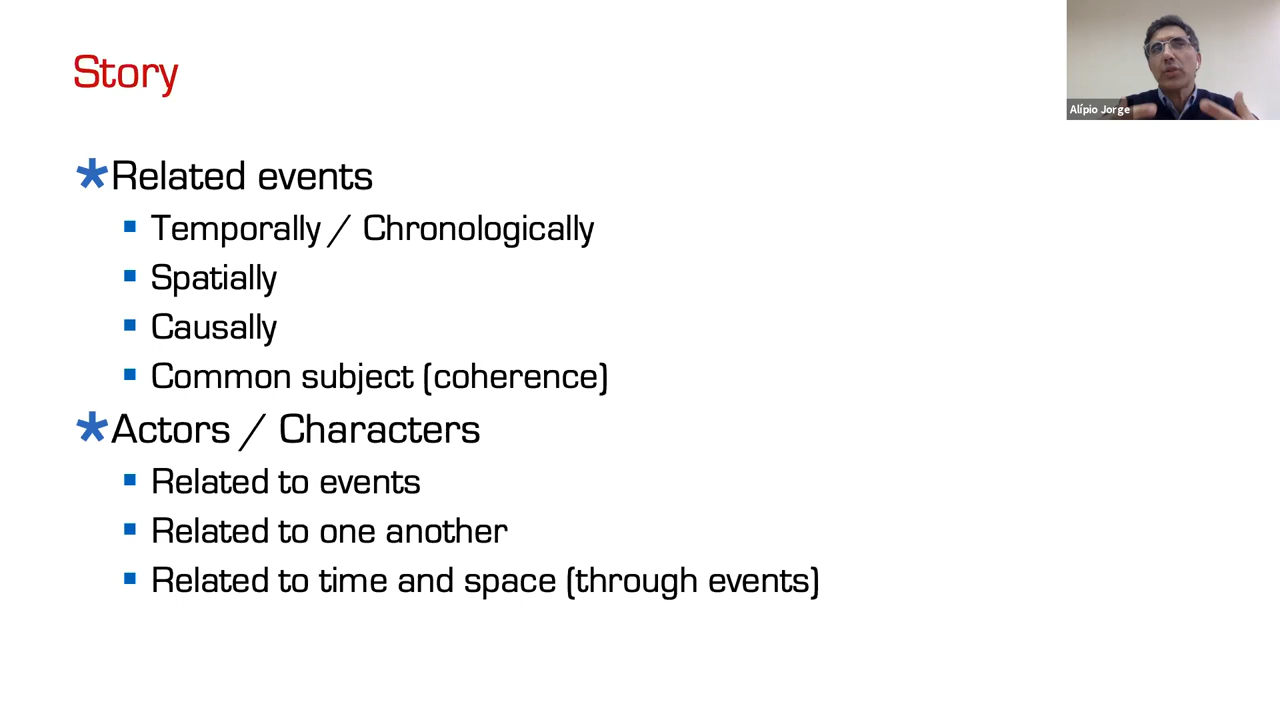 Story
Alípio Jorge
Related events
Temporally / Chronologically
Spatially
Causally
Common subject (coherence)
Actors / Characters
Related to events
Related to one another
Related to time and space (through events)